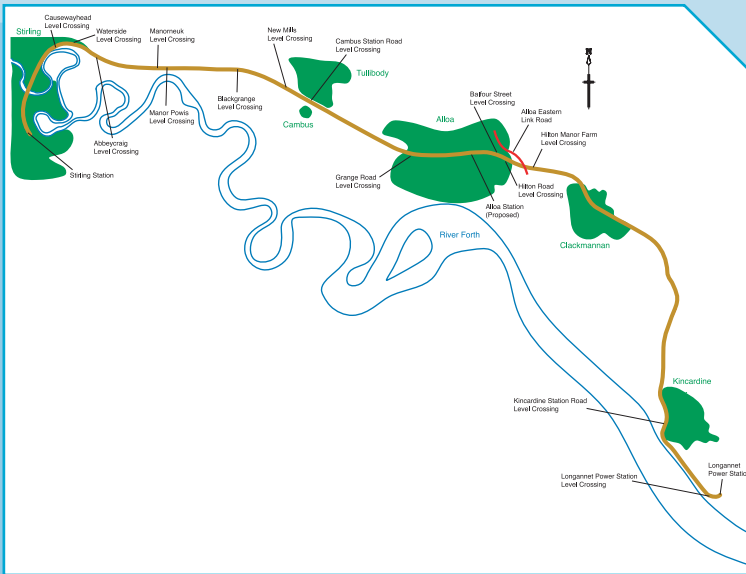 Stirling
Causewayhead
Level Crossing
Waterside
Level Crossing
Manorneuk
Level Crossing
New Mills
Level Crossing
Cambus Station Road
Level Crossing
Tullibody
Balfour Street
Level Crossing
Alloa Eastern
Link Road
Alloa
Hilton Manor Farm
Level Crossing
Blackgrange
Level Crossing
Manor Powis
Level Crossing
Cambus
Abbeycraig
Level Crossing
Stirling Station
Grange Road
Level Crossing
Hilton Road
Level Crossing
Alloa Station
(Proposed)
River Forth
Clackmannan
Kincardine
Kincardine Station Road
Level Crossing
Longannet
Power Station
Longannet Power Station
Level Crossing
N